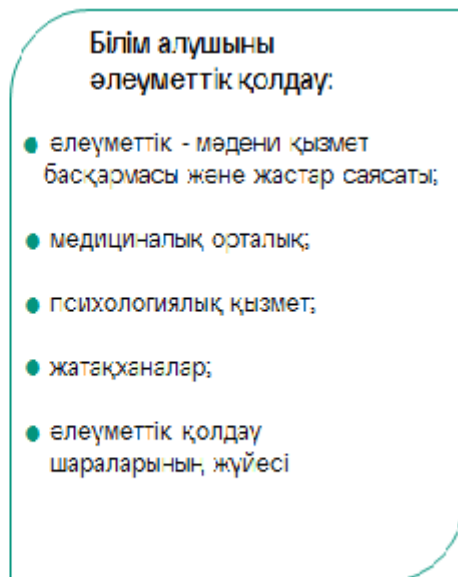 Білім алушыны
әлеуметтік қолдау:
әлеуметтік - мәдени қызмет
басқармасы және жастар саясаты;
медициналық орталық;
психологиялық қызмет;
жатақханалар;
әлеуметтік қолдау
шараларының жүйесі